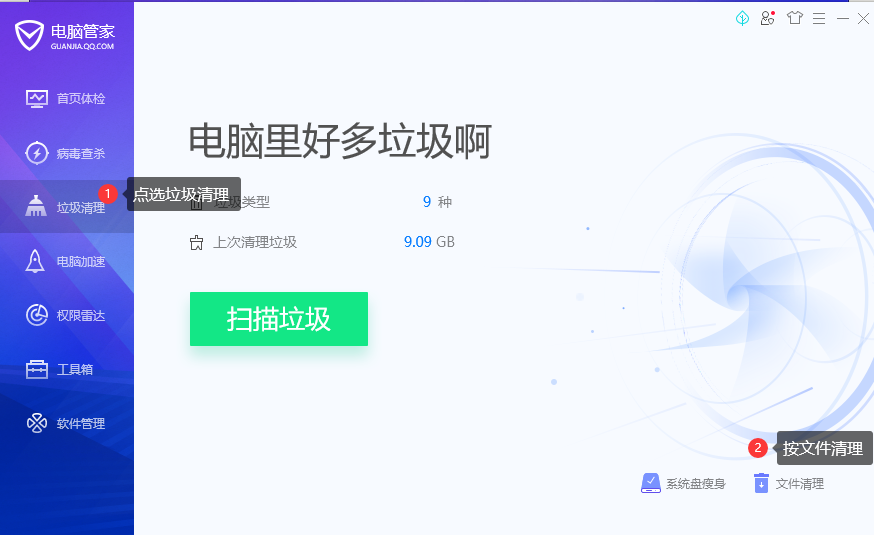 电脑管家
GUANJIA.QQ.COM
首页体检
病毒查杀
1
点选垃圾清理
垃圾清理
电脑加速
权限雷达
工具箱
软件管理
电脑里好多垃圾啊
垃圾类型 9 种
上次清理垃圾 9.09 GB
扫描垃圾
2
按文件清理
系统盘瘦身
文件清理